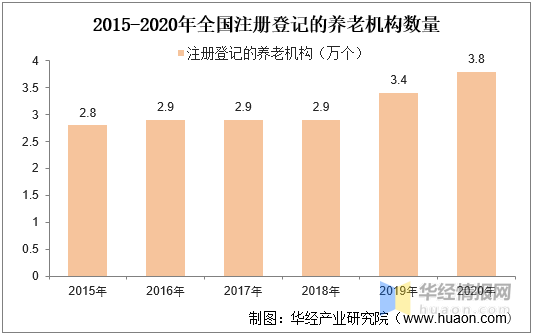 2015-2020年全国注册登记的养老机构数量
注册登记的养老机构（万个）
4
3.5
3
2.5
2
1.5
1
0.5
0
2.8
2.9
2.9
2.9
3.4
3.8
2015年
2016年
2017年
2018年
2019年
2020年
华经情报网
huaon.com
制图：华经产业研究院（www.huaon.com）